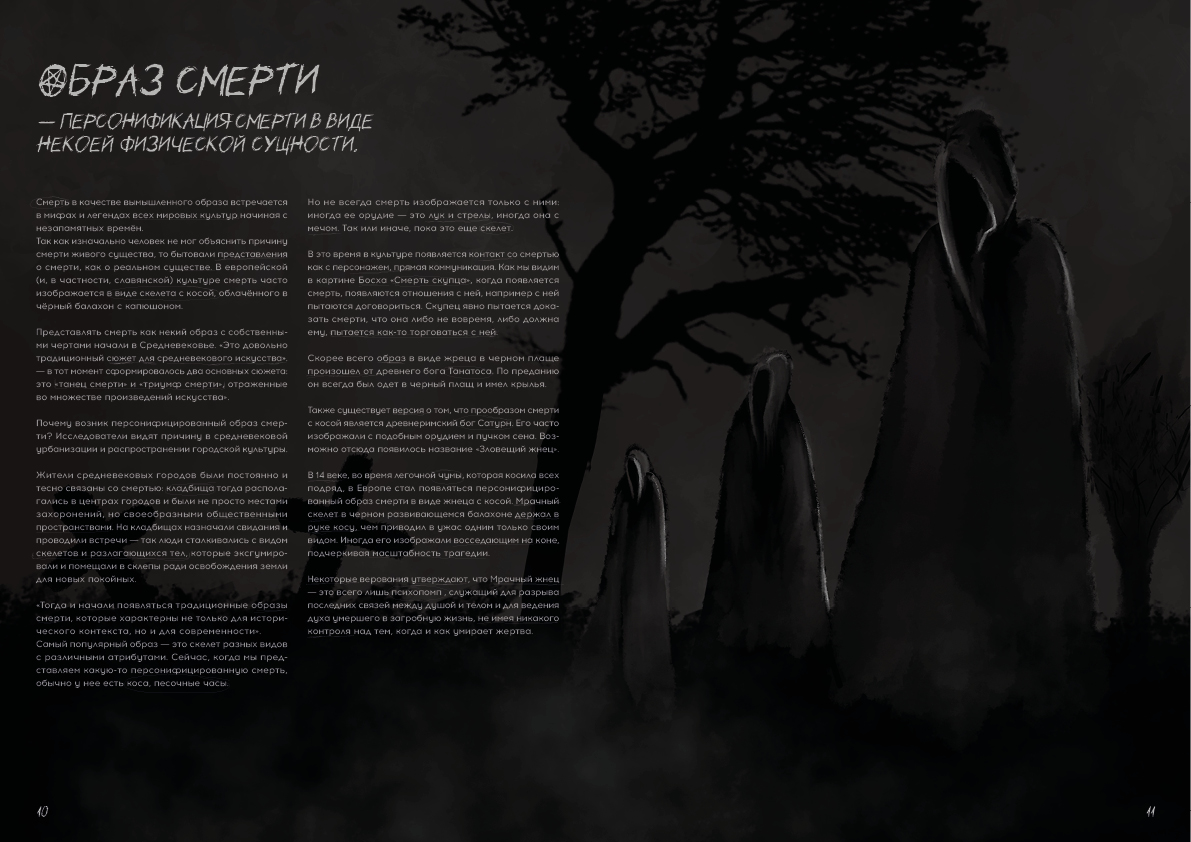 ОБРАЗ СМЕРТИ
— ПЕРСОНИФИКАЦИЯ СМЕРТИ В ВИДЕ
НЕКОЕЙ ФИЗИЧЕСКОЙ СУЩНОСТИ.
Смерть в качестве вымышленного образа встречается
в мифах и легендах всех мировых культур начиная с
незапамятных времён.
Так как изначально человек не мог объяснить причину
смерти живого существа, то бытовали представления
о смерти, как о реальном существе. В европейской
(и, в частности, славянской) культуре смерть часто
изображается в виде скелета с косой, облачённого в
чёрный балахон с капюшоном.
Представлять смерть как некий образ с собственны-
ми чертами начали в Средневековье. «Это довольно
традиционный сюжет для средневекового искусства».
— в тот момент сформировалось два основных сюжета:
это «танец смерти» и «триумф смерти», отраженные
во множестве произведений искусства».
Почему возник персонифицированный образ смер-
ти? Исследователи видят причину в средневековой
урбанизации и распространении городской культуры.
Жители средневековых городов были постоянно и
тесно связаны со смертью: кладбища тогда распола-
гались в центрах городов и были не просто местами
захоронений, но своеобразными общественными
пространствами. На кладбищах назначали свидания и
проводили встречи — так люди сталкивались с видом
скелетов и разлагающихся тел, которые эксгумиро-
вали и помещали в склепы ради освобождения земли
для новых покойных.
«Тогда и начали появляться традиционные образы
смерти, которые характерны не только для истори-
ческого контекста, но и для современности».
Самый популярный образ — это скелет разных видов
с различными атрибутами. Сейчас, когда мы пред-
ставляем какую-то персонифицированную смерть,
обычно у нее есть коса, песочные часы.
Но не всегда смерть изображается только с ними:
иногда ее орудие — это лук и стрелы, иногда она с
мечом. Так или иначе, пока это еще скелет.
В это время в культуре появляется контакт со смертью
как с персонажем, прямая коммуникация. Как мы видим
в картине Босха «Смерть скупца», когда появляется
смерть, появляются отношения с ней, например с ней
пытаются договориться. Скупец явно пытается дока-
зать смерти, что она либо не вовремя, либо должна
ему, пытается как-то торговаться с ней.
Скорее всего образ в виде жреца в черном плаще
произошел от древнего бога Танатоса. По преданию
он всегда был одет в черный плащ и имел крылья.
Также существует версия о том, что прообразом смерти
с косой является древнеримский бог Сатурн. Его часто
изображали с подобным орудием и пучком сена. Воз-
можно отсюда появилось название «Зловещий жнец».
В 14 веке, во время легочной чумы, которая косила всех
подряд, в Европе стал появляться персонифициро-
ванный образ смерти в виде жнеца с косой. Мрачный
скелет в черном развивающемся балахоне держал в
руке косу, чем приводил в ужас одним только своим
видом. Иногда его изображали восседающим на коне,
подчеркивая масштабность трагедии.
Некоторые верования утверждают, что Мрачный жнец
— это всего лишь психопомп , служащий для разрыва
последних связей между душой и телом и для ведения
духа умершего в загробную жизнь, не имея никакого
контроля над тем, когда и как умирает жертва.
10
11